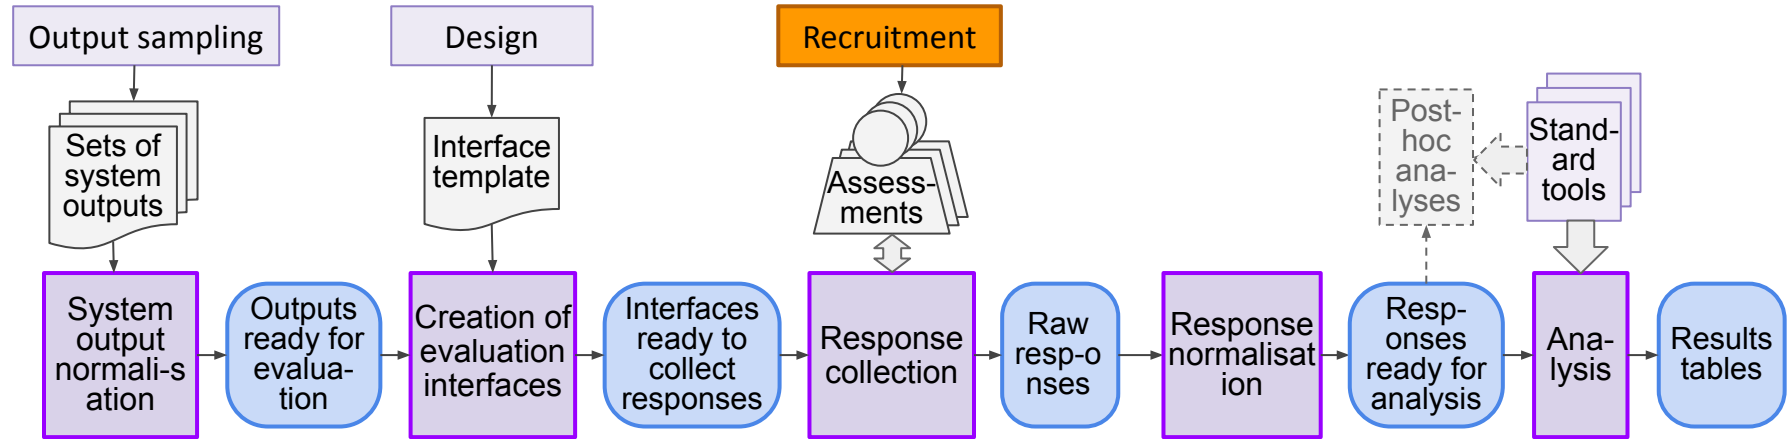 Output sampling
Design
Recruitment
Sets of
system
outputs
Interface
template
Assess-
ments
Post-
hoc
ana-
lyses
Stand-
ard
tools
System
output
normali-s
ation
Outputs
ready for
evalua-
tion
Creation of
evaluation
interfaces
Interfaces
ready to
collect
responses
Response
collection
Raw
resp-o
nses
Response
normalisat
ion
Resp-
onses
ready for
analysis
Ana-
lysis
Results
tables